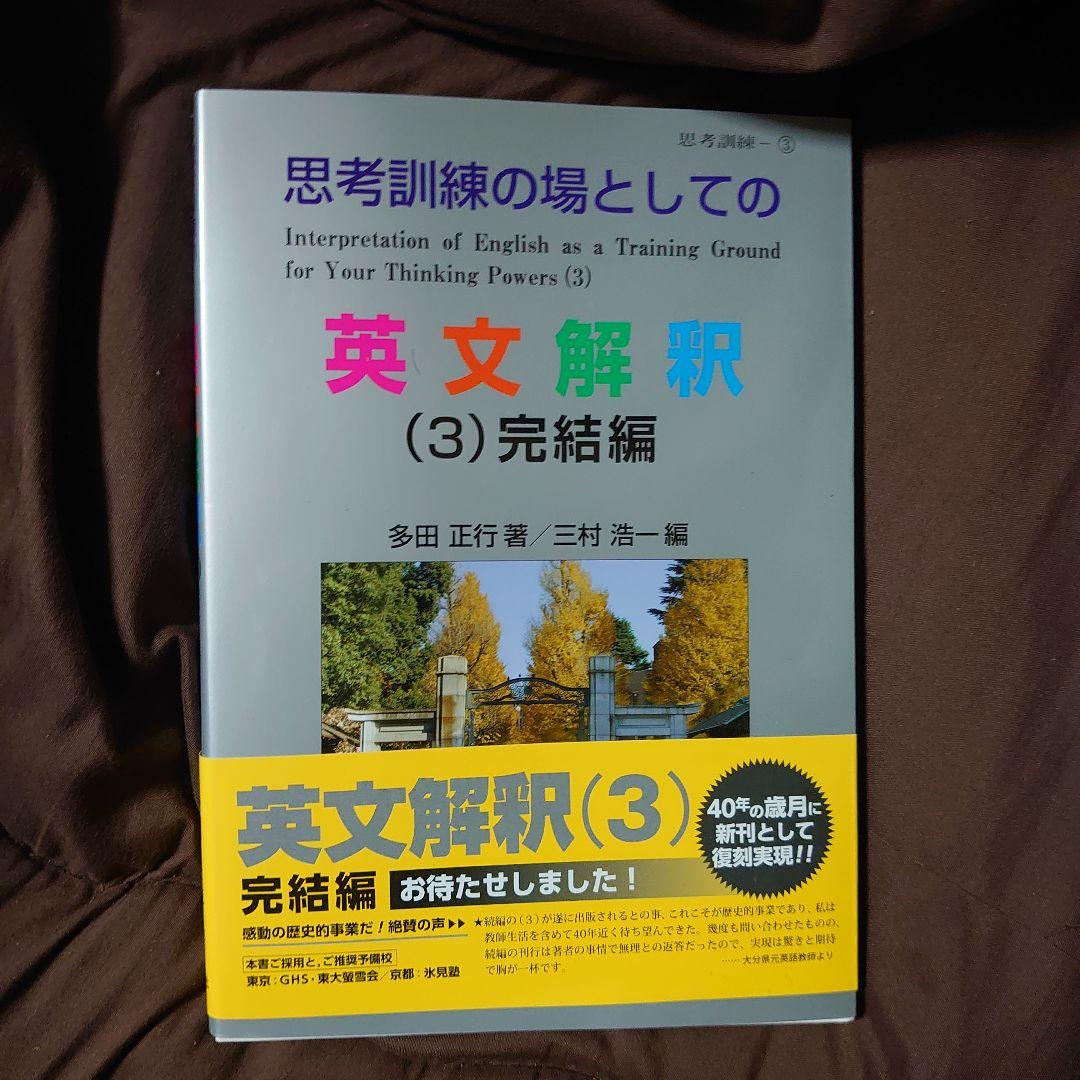 思考訓練－③
思考訓練の場としての
Interpretation of English as a Training Ground
for Your Thinking Powers (3)
英文解釈
(3)完結編
多田 正行 著／三村 浩一 編
英文解釈(3)
完結編 お待たせしました！
40年の歳月に
新刊として
復刻実現!!
感動の歴史的事業だ！絶賛の声▶▶
本書ご採用と、ご推奨予備校
東京：GHS・東大螢雪会／京都：氷見塾
★続編の（3）が遂に出版されるとの事、これこそが歴史的事業であり、私は
教師生活を含めて40年近く待ち望んできた。幾度も問い合わせたものの、
続編の刊行は著者の事情で無理との返答だったので、実現は驚きと期待
で胸が一杯です。
……大分県元英語教師より